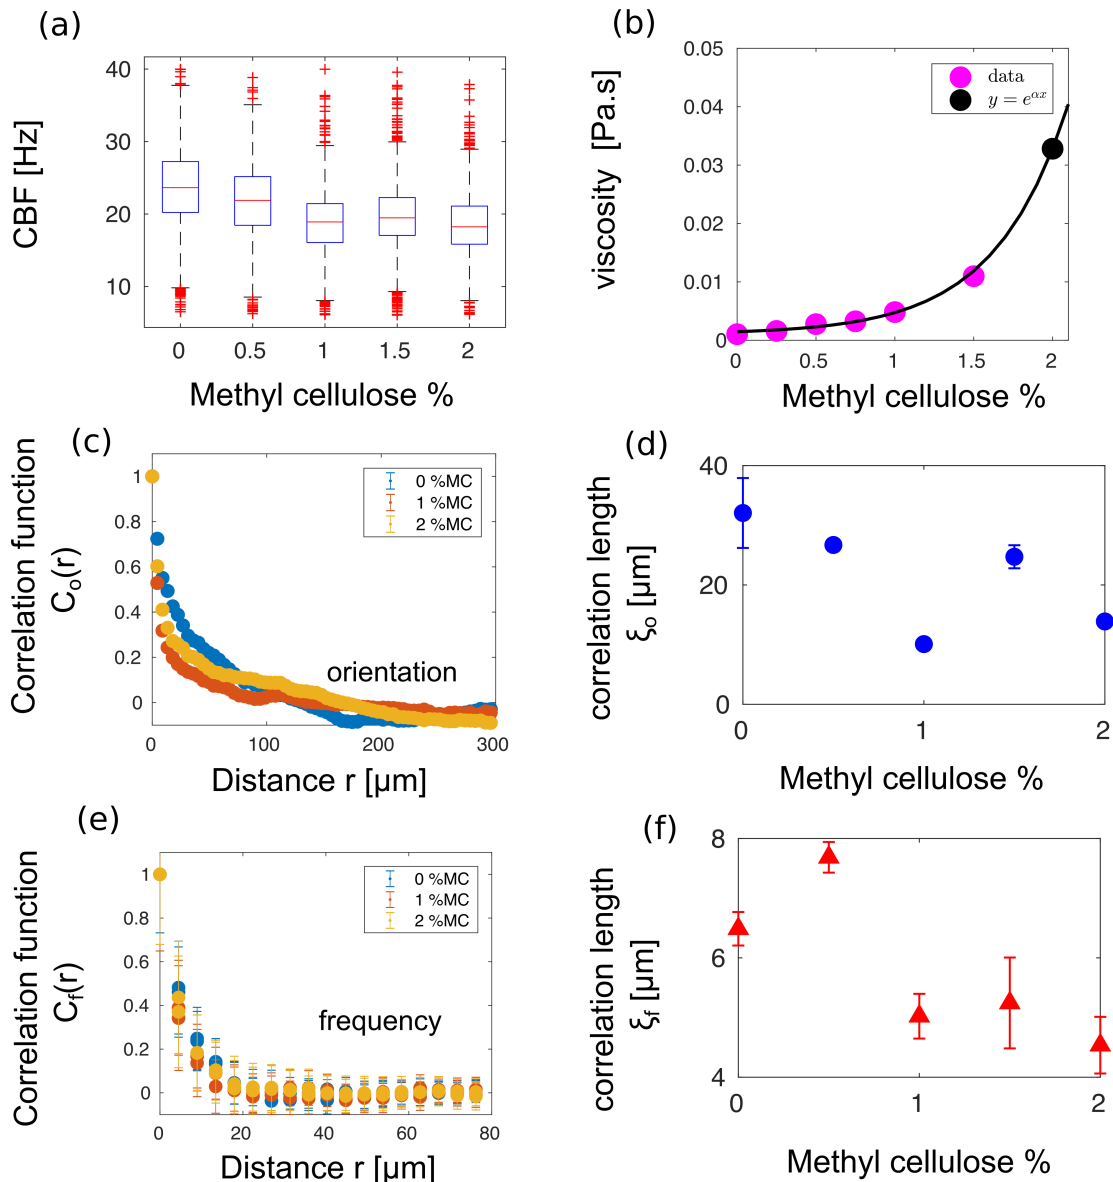 (a)
CBF [Hz]
40
30
20
10
0 0.5 1 1.5 2
Methyl cellulose %
(b)
viscosity [Pa.s]
0.05
0.04
0.03
0.02
0.01
0
data
y = e^{αx}
0 0.5 1 1.5 2
Methyl cellulose %
(c)
Correlation function
C_o(r)
1
0.8
0.6
0.4
0.2
0
0 %MC
1 %MC
2 %MC
orientation
0 100 200 300
Distance r [µm]
(d)
correlation length
ξ_o [µm]
40
20
0
0 1 2
Methyl cellulose %
(e)
Correlation function
C_f(r)
1
0.8
0.6
0.4
0.2
0
0 %MC
1 %MC
2 %MC
frequency
0 20 40 60 80
Distance r [µm]
(f)
correlation length
ξ_f [µm]
8
6
4
0 1 2
Methyl cellulose %